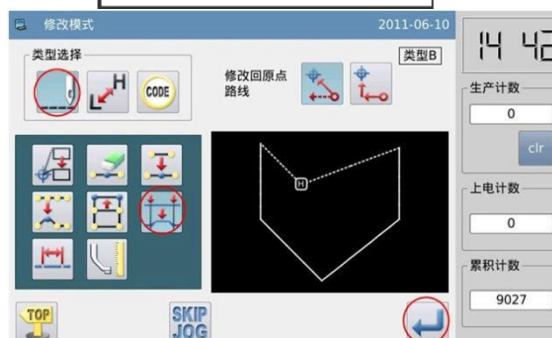 修改模式
2011-06-10
类型选择
CODE
修改回原点
路线
类型B
H
L
H
TOP
SKIP
JOG
14 42
生产计数
0
clr
上电计数
0
累积计数
9027